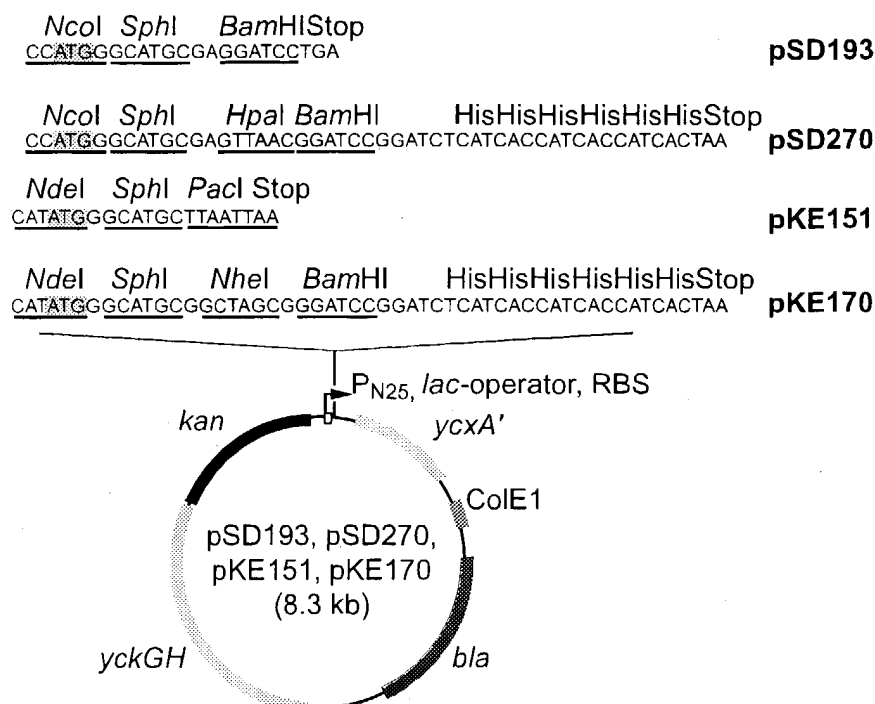 NcoI SphI BamHIStop
CCATGGGCATGCGAGGATCCTGA pSD193
NcoI SphI HpaI BamHI HisHisHisHisHisHisStop
CCATGGGCATGCGAGTTAACGGATCCGGATCTCATCACCATCACCATCACTAA pSD270
NdeI SphI PacI Stop
CATATGGGCATGCTTAATTAA pKE151
NdeI SphI NheI BamHI HisHisHisHisHisHisStop
CATATGGGCATGCGGCTAGCGGGATCCGGATCTCATCACCATCACCATCACTAA pKE170
PN25, lac-operator, RBS
kan ycxA'
ColE1
pSD193, pSD270,
pKE151, pKE170
(8.3 kb)
yckGH bla